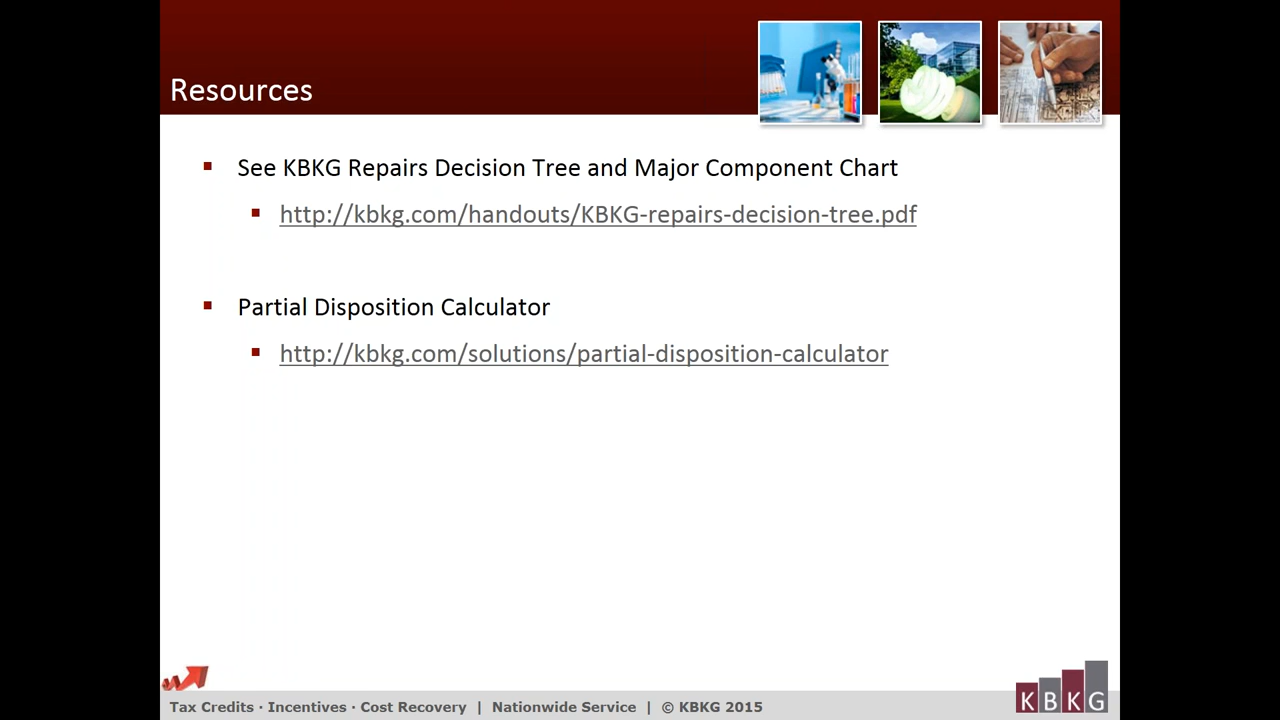 Resources
See KBKG Repairs Decision Tree and Major Component Chart
http://kbkg.com/handouts/KBKG-repairs-decision-tree.pdf
Partial Disposition Calculator
http://kbkg.com/solutions/partial-disposition-calculator
Tax Credits · Incentives · Cost Recovery | Nationwide Service | © KBKG 2015
KBKG